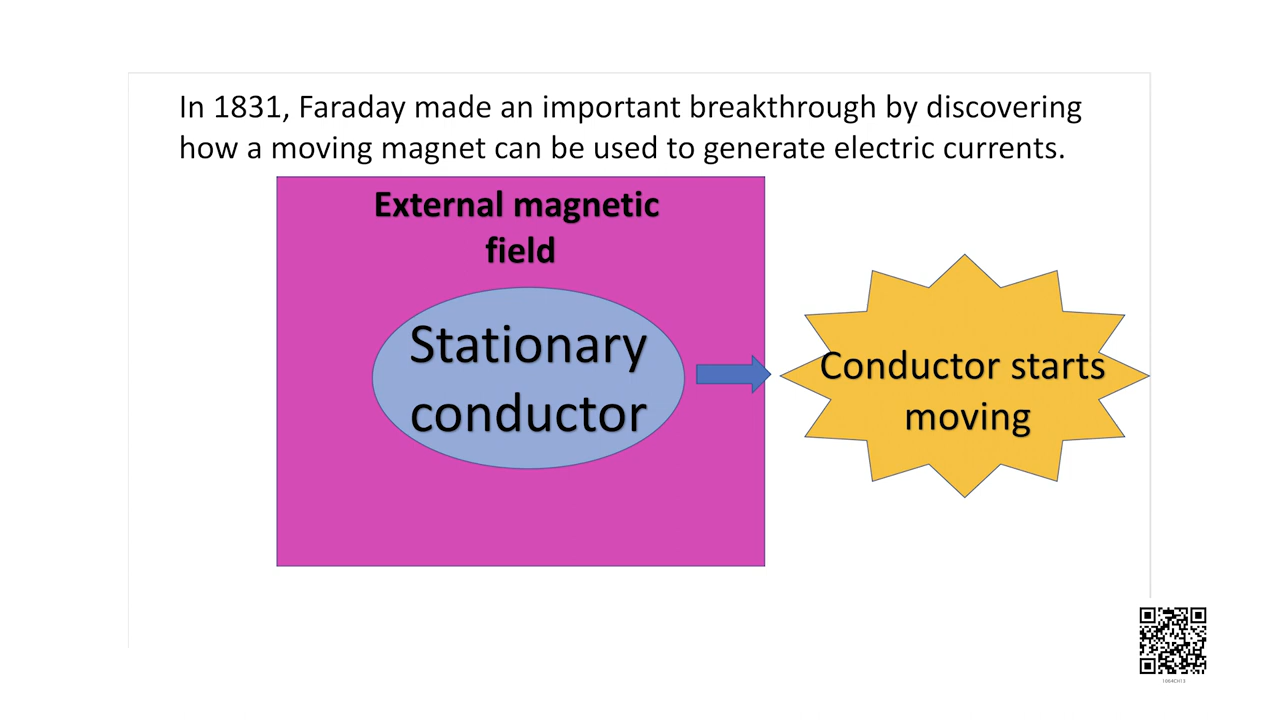 In 1831, Faraday made an important breakthrough by discovering
how a moving magnet can be used to generate electric currents.
External magnetic
field
Stationary
conductor
Conductor starts
moving
1064CH13